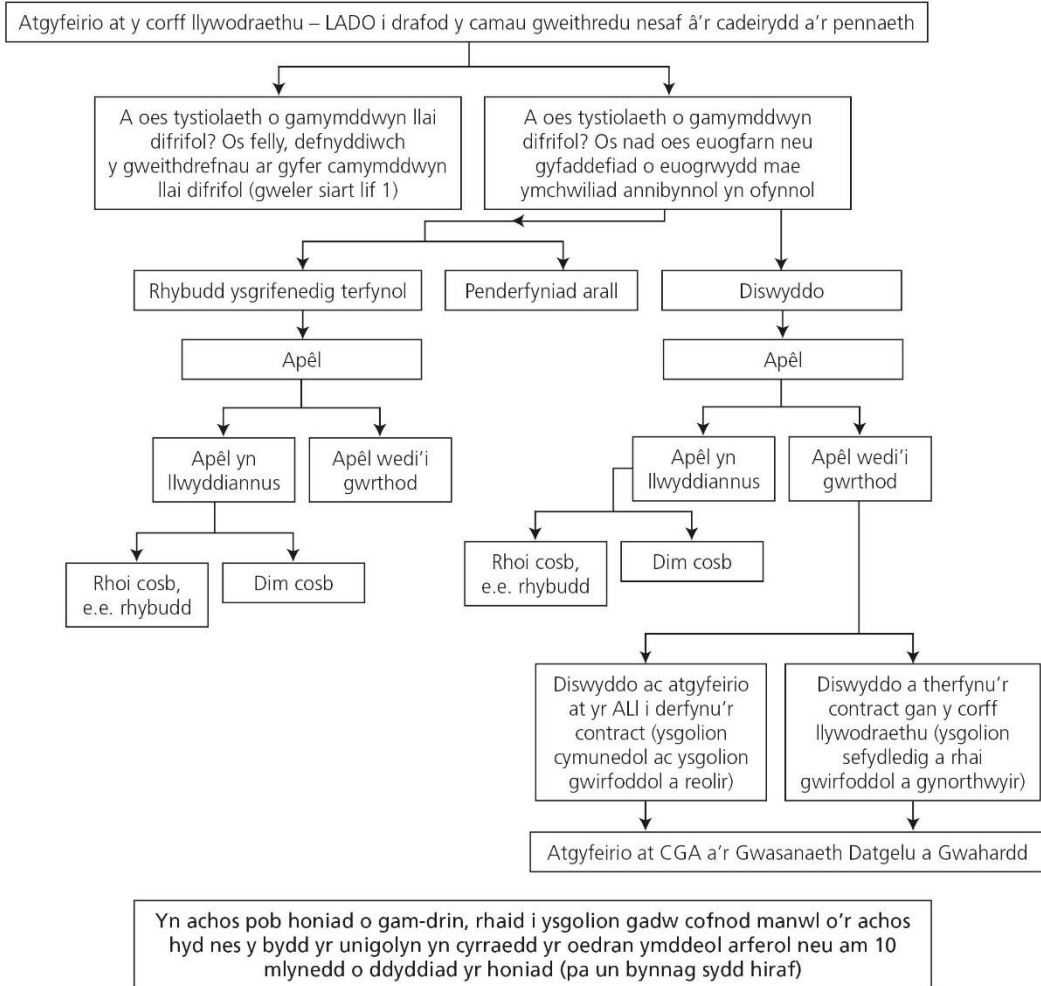 Atgyfeirio at y corff llywodraethu – LADO i drafod y camau gweithredu nesaf â'r cadeirydd a'r pennaeth
A oes tystiolaeth o gamymddwyn llai
difrifol? Os felly, defnyddiwch
y gweithdrefnau ar gyfer camymddwyn
llai difrifol (gweler siart lif 1)
A oes tystiolaeth o gamymddwyn
difrifol? Os nad oes euogfarn neu
gyfaddefiad o euogrwydd mae
ymchwiliad annibynnol yn ofynnol
Rhybudd ysgrifenedig terfynol
Penderfyniad arall
Diswyddo
Apêl
Apêl
Apêl yn
llwyddiannus
Apêl wedi'i
gwrthod
Apêl yn
llwyddiannus
Apêl wedi'i
gwrthod
Rhoi cosb,
e.e. rhybudd
Dim cosb
Rhoi cosb,
e.e. rhybudd
Dim cosb
Diswyddo ac atgyfeirio
at yr ALl i derfynu'r
contract (ysgolion
cymunedol ac ysgolion
gwirfoddol a reolir)
Diswyddo a therfynu'r
contract gan y corff
llywodraethu (ysgolion
sefydledig a rhai
gwirfoddol a gynorthwyir)
Atgyfeirio at CGA a'r Gwasanaeth Datgelu a Gwahardd
Yn achos pob honiad o gam-drin, rhaid i ysgolion gadw cofnod manwl o'r achos
hyd nes y bydd yr unigolyn yn cyrraedd yr oedran ymddeol arferol neu am 10
mlynedd o ddyddiad yr honiad (pa un bynnag sydd hiraf)